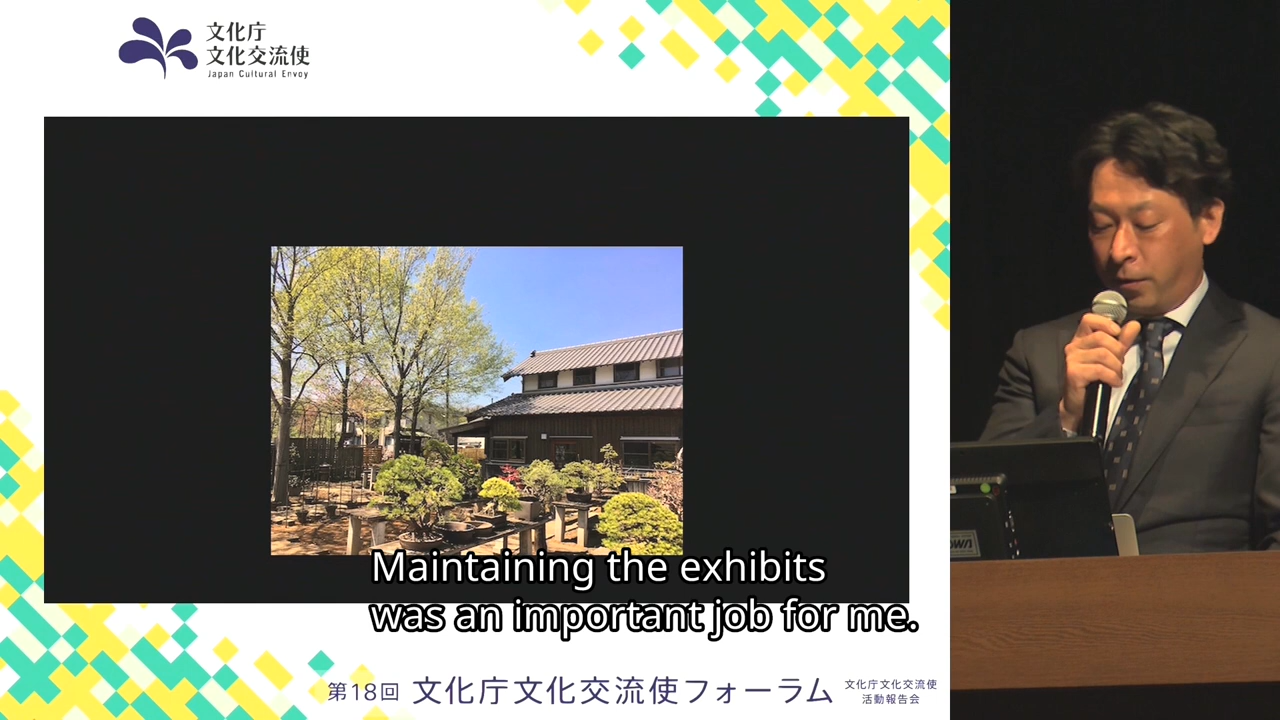 文化庁
文化交流使
Japan Cultural Envoy
Maintaining the exhibits
was an important job for me.
第18回 文化庁文化交流使フォーラム
文化庁文化交流使
活動報告会